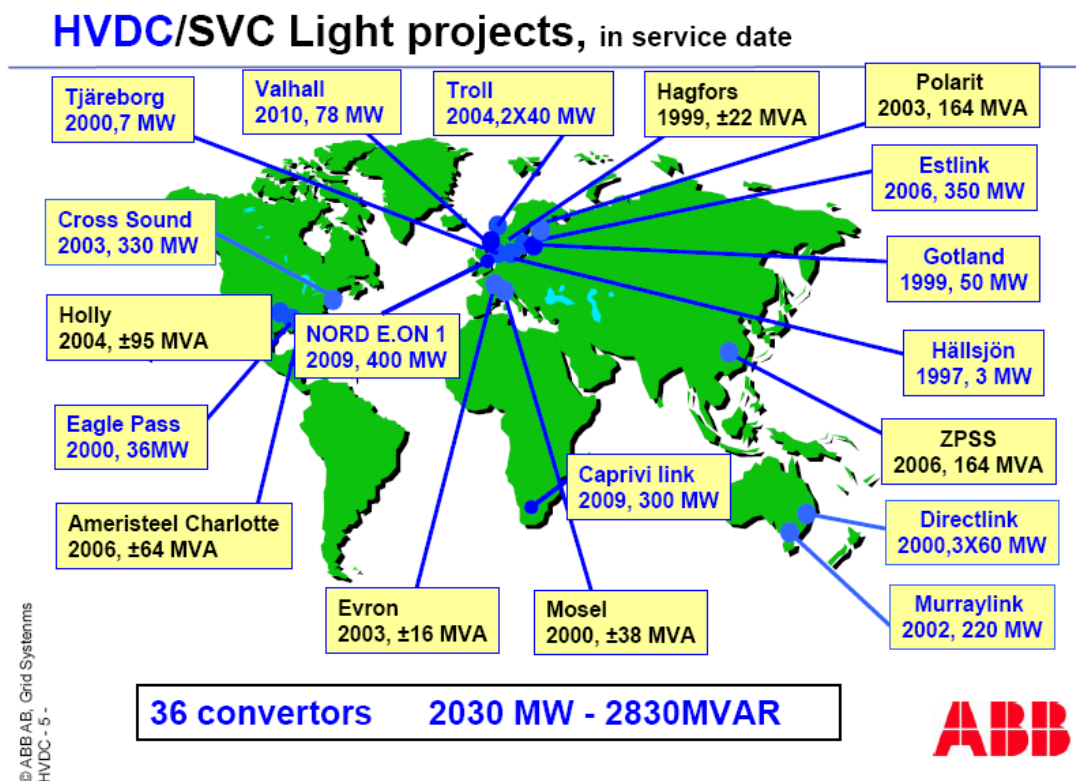 HVDC/SVC Light projects, in service date
Tjäreborg
2000,7 MW
Valhall
2010, 78 MW
Troll
2004,2X40 MW
Hagfors
1999, ±22 MVA
Polarit
2003, 164 MVA
Estlink
2006, 350 MW
Cross Sound
2003, 330 MW
Gotland
1999, 50 MW
Holly
2004, ±95 MVA
NORD E.ON 1
2009, 400 MW
Hällsjön
1997, 3 MW
Eagle Pass
2000, 36MW
ZPSS
2006, 164 MVA
Caprivi link
2009, 300 MW
Ameristeel Charlotte
2006, ±64 MVA
Directlink
2000,3X60 MW
Evron
2003, ±16 MVA
Mosel
2000, ±38 MVA
Murraylink
2002, 220 MW
36 convertors 2030 MW - 2830MVAR
ABB
© ABB AB, Grid Systenms
HVDC - 5 -